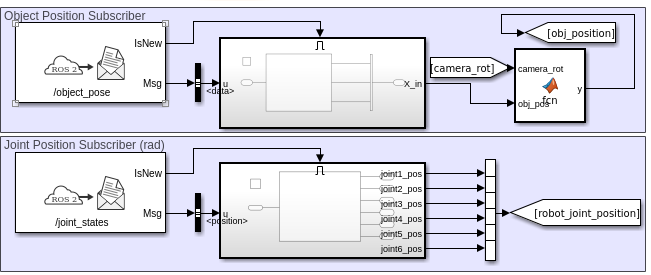 Object Position Subscriber
IsNew
ROS 2
Msg
/object_pose
u
<data>
X_in
[camera_rot]
[obj_position]
camera_rot
obj_pos
fcn
y
Joint Position Subscriber (rad)
IsNew
ROS 2
Msg
/joint_states
u
<position>
joint1_pos
joint2_pos
joint3_pos
joint4_pos
joint5_pos
joint6_pos
[robot_joint_position]